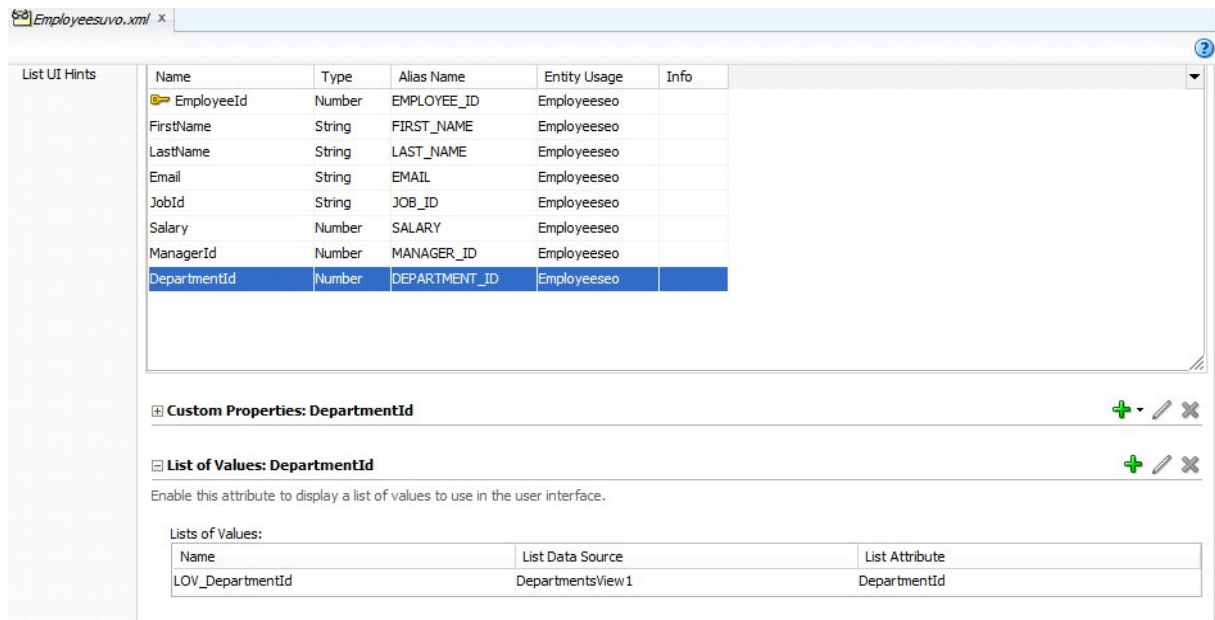 Employeesuvo.xml x
List UI Hints
Name Type Alias Name Entity Usage Info
EmployeeId Number EMPLOYEE_ID Employeeseo
FirstName String FIRST_NAME Employeeseo
LastName String LAST_NAME Employeeseo
Email String EMAIL Employeeseo
JobId String JOB_ID Employeeseo
Salary Number SALARY Employeeseo
ManagerId Number MANAGER_ID Employeeseo
DepartmentId Number DEPARTMENT_ID Employeeseo
Custom Properties: DepartmentId
List of Values: DepartmentId
Enable this attribute to display a list of values to use in the user interface.
Lists of Values:
Name List Data Source List Attribute
LOV_DepartmentId DepartmentsView1 DepartmentId